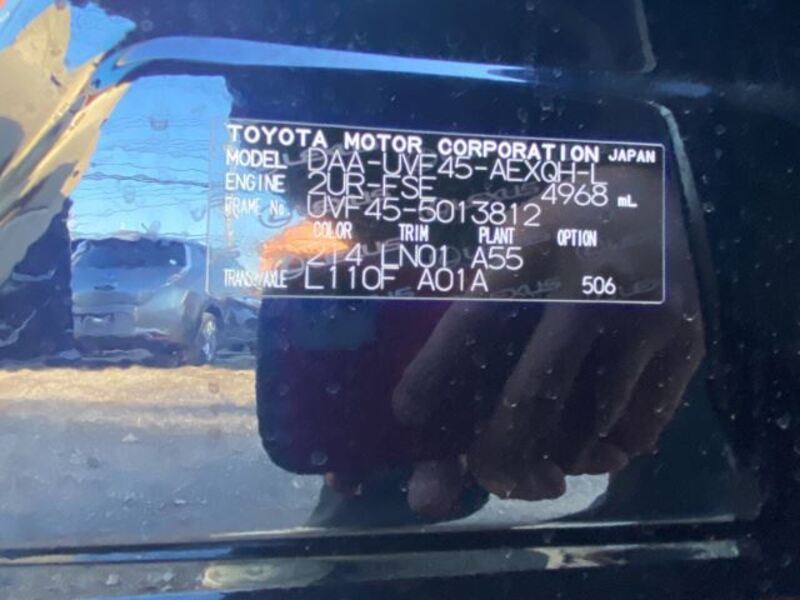 TOYOTA MOTOR CORPORATION JAPAN
MODEL DAA-UVF45-AEXQH-L
ENGINE 2UR-FSE 4968 mL
FRAME No. UVF45-5013812
COLOR TRIM PLANT OPTION
214 LN01 A55
TRANS./AXLE L110F A01A 506